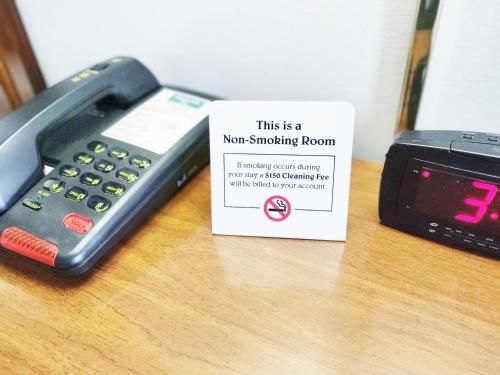 This is a
Non-Smoking Room
If smoking occurs during
your stay a $150 Cleaning Fee
will be billed to your account.
3